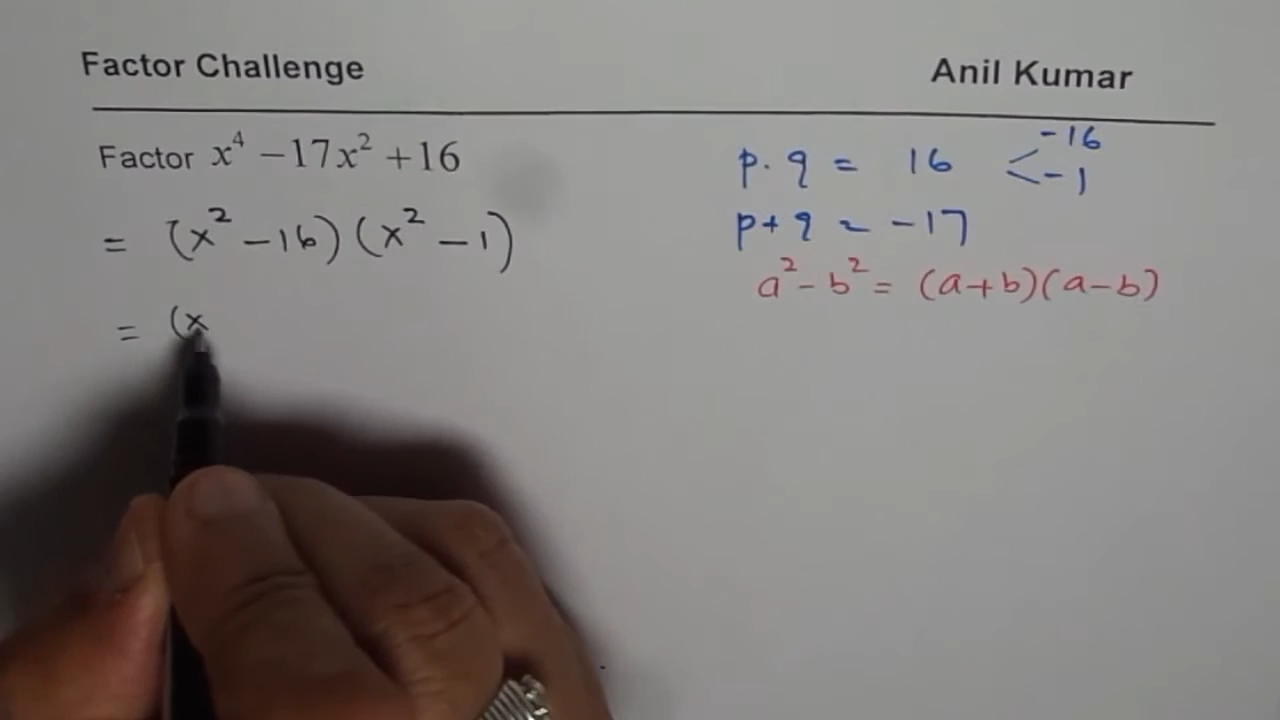 Factor Challenge Anil Kumar
Factor x⁴ − 17x² + 16
= (x² − 16)(x² − 1)
= (x
p·q = 16 < −16 −1
p + q = −17
a² − b² = (a + b)(a − b)